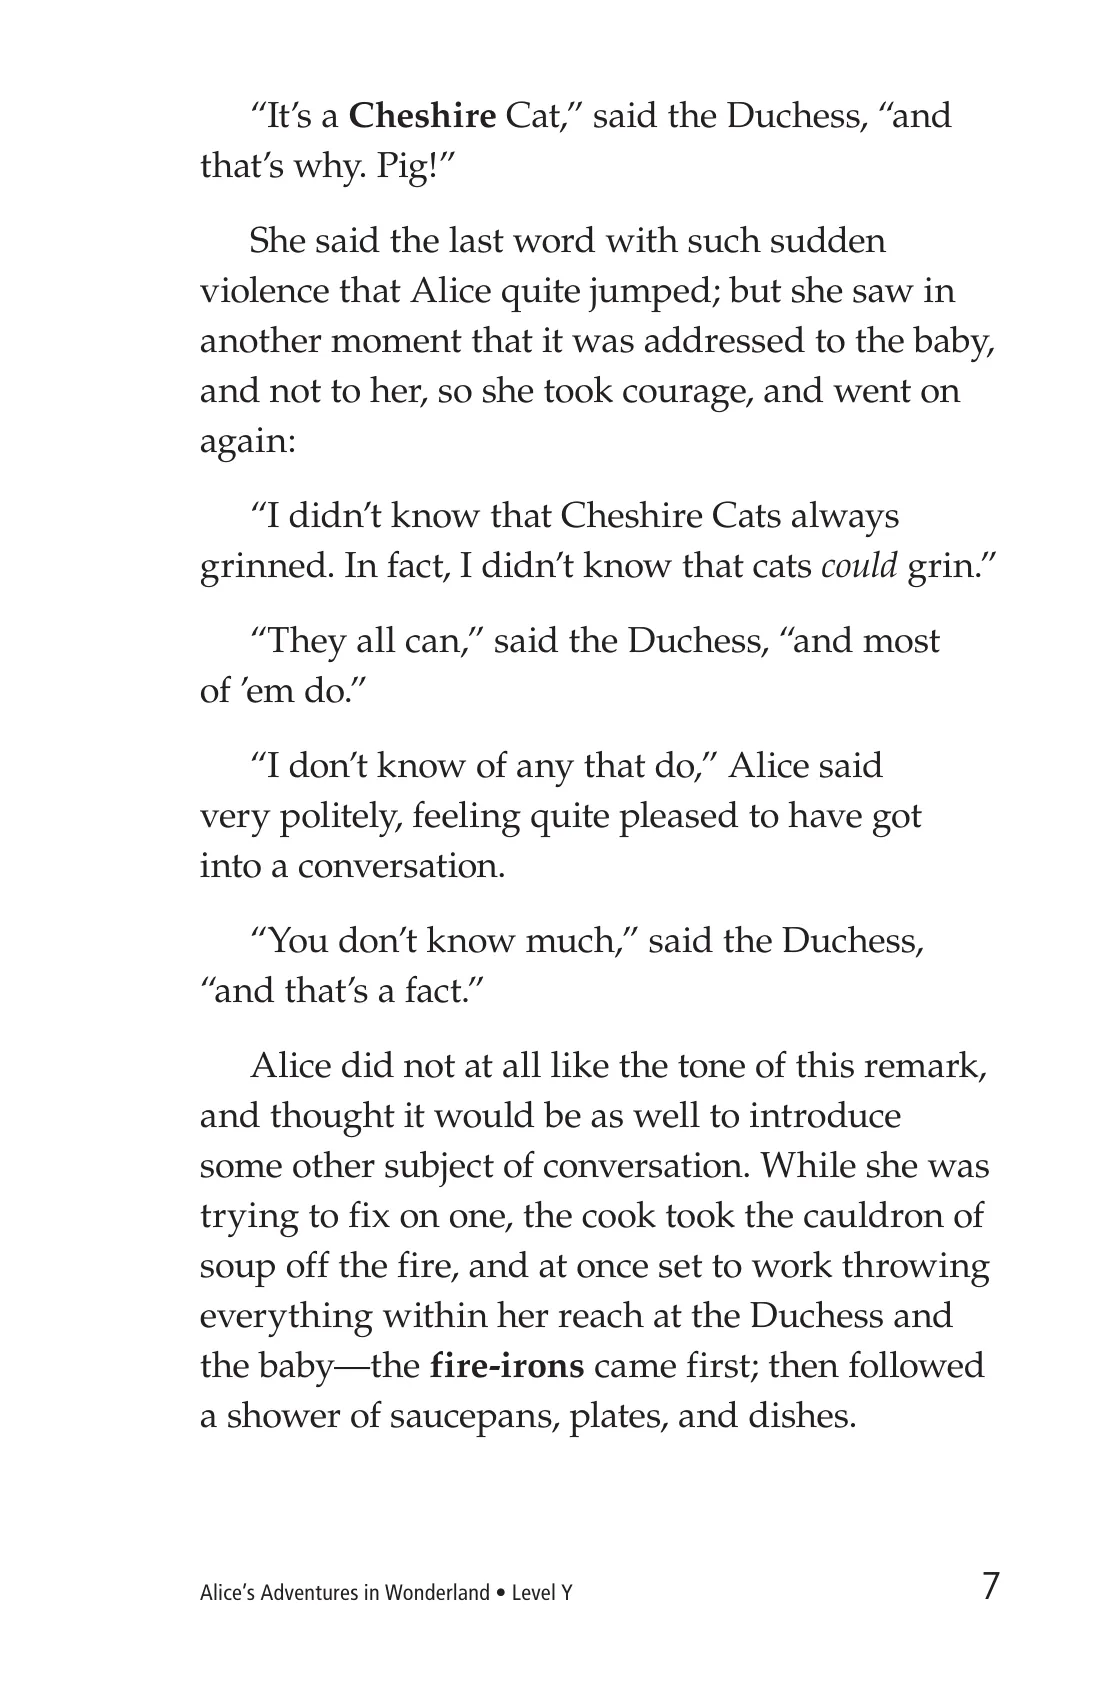 “It’s a Cheshire Cat,” said the Duchess, “and
that’s why. Pig!”
She said the last word with such sudden
violence that Alice quite jumped; but she saw in
another moment that it was addressed to the baby,
and not to her, so she took courage, and went on
again:
“I didn’t know that Cheshire Cats always
grinned. In fact, I didn’t know that cats could grin.”
“They all can,” said the Duchess, “and most
of ’em do.”
“I don’t know of any that do,” Alice said
very politely, feeling quite pleased to have got
into a conversation.
“You don’t know much,” said the Duchess,
“and that’s a fact.”
Alice did not at all like the tone of this remark,
and thought it would be as well to introduce
some other subject of conversation. While she was
trying to fix on one, the cook took the cauldron of
soup off the fire, and at once set to work throwing
everything within her reach at the Duchess and
the baby—the fire-irons came first; then followed
a shower of saucepans, plates, and dishes.
Alice’s Adventures in Wonderland • Level Y
7